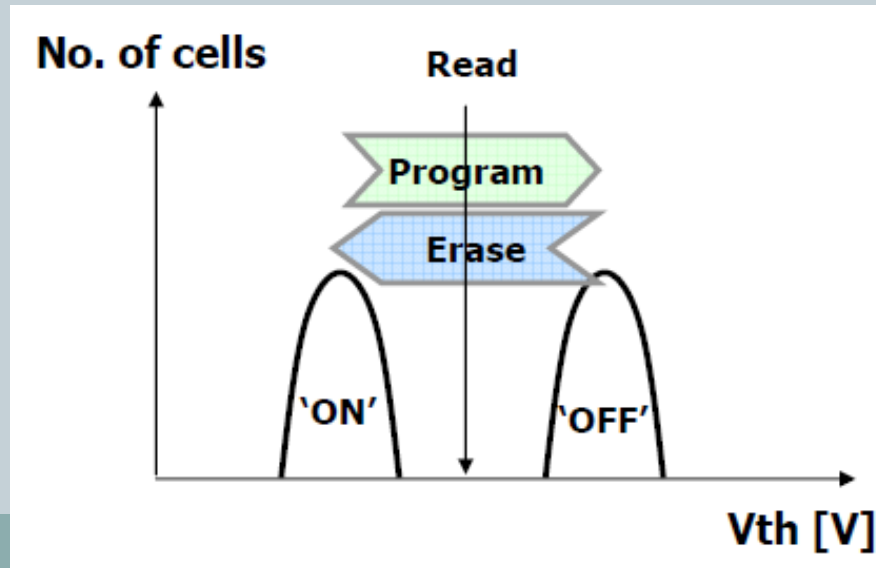 No. of cells
Read
Program
Erase
‘ON’
‘OFF’
Vth [V]